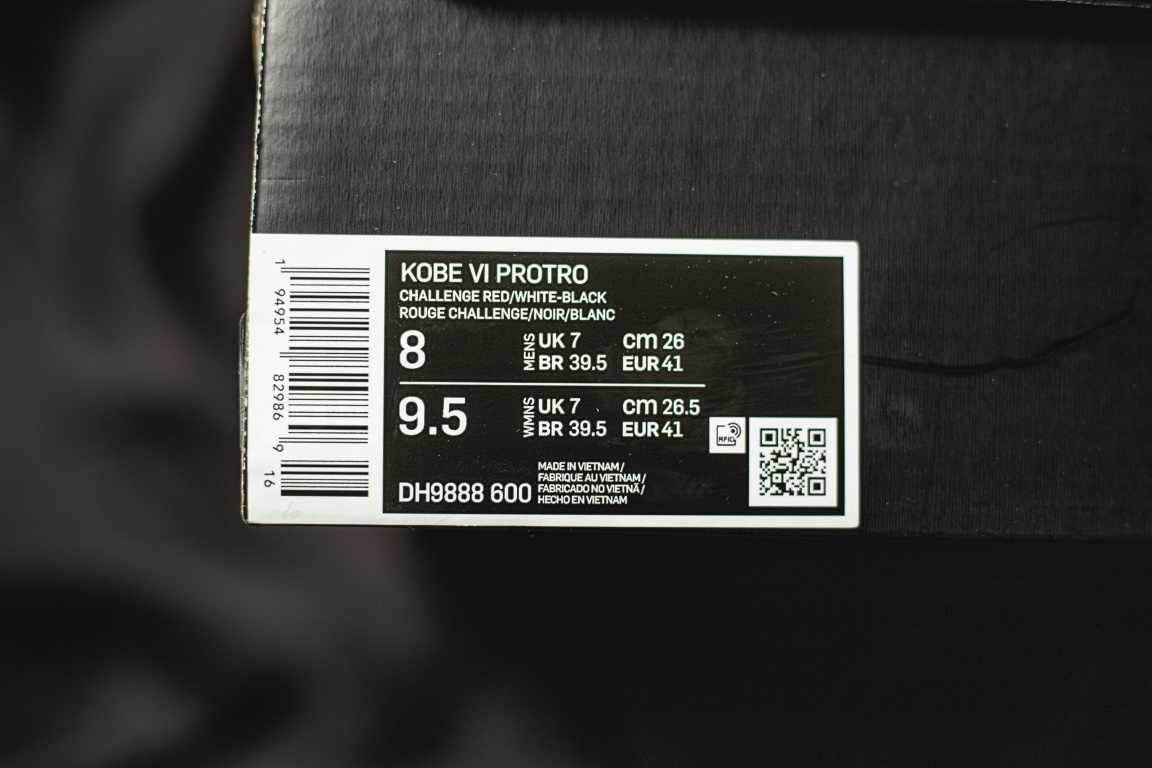 KOBE VI PROTRO
CHALLENGE RED/WHITE-BLACK
ROUGE CHALLENGE/NOIR/BLANC
8 MENS UK 7 cm 26
BR 39.5 EUR 41
9.5 WMNS UK 7 cm 26.5
BR 39.5 EUR 41
RFID
DH9888 600
MADE IN VIETNAM/
FABRIQUE AU VIETNAM/
FABRICADO NO VIETNÃ/
HECHO EN VIETNAM
1 94954 82986 9 16